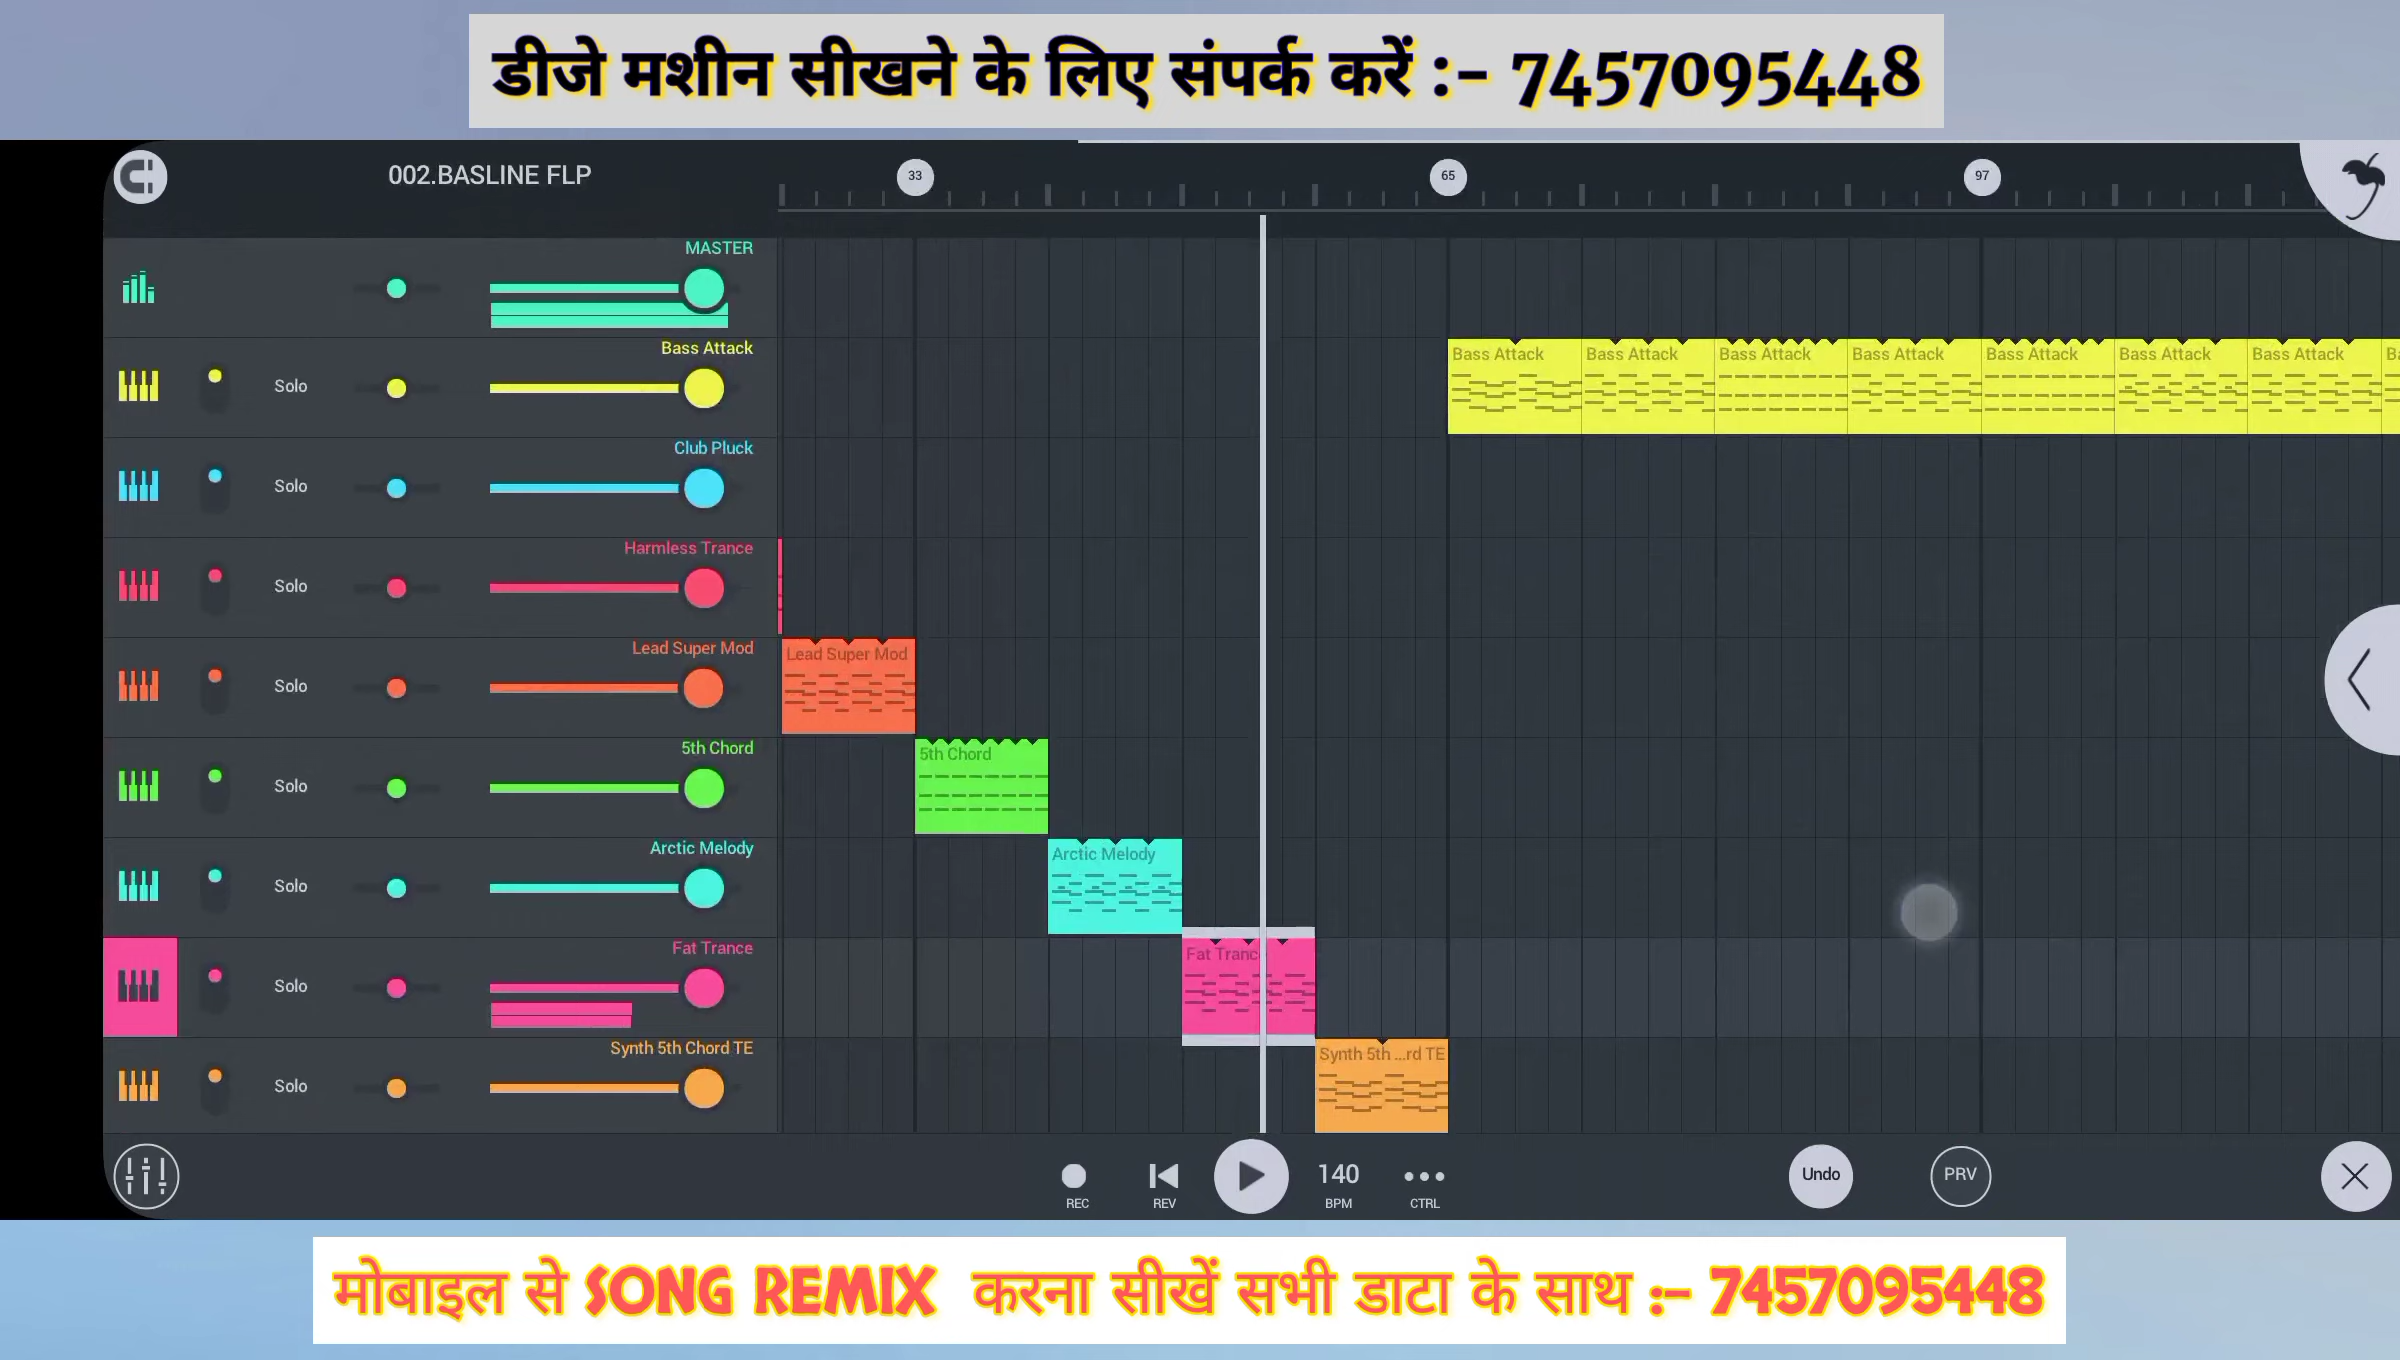 डीजे मशीन सीखने के लिए संपर्क करें :- 7457095448
002.BASLINE FLP
33 65 97
MASTER
Bass Attack
Solo
Bass Attack Bass Attack Bass Attack Bass Attack Bass Attack Bass Attack Bass Attack
Club Pluck
Solo
Harmless Trance
Solo
Lead Super Mod
Solo
Lead Super Mod
5th Chord
Solo
5th Chord
Arctic Melody
Solo
Arctic Melody
Fat Trance
Solo
Fat Tranc
Synth 5th Chord TE
Solo
Synth 5th ...rd TE
REC
REV
140
BPM
CTRL
Undo
PRV
मोबाइल से SONG REMIX करना सीखें सभी डाटा के साथ :- 7457095448